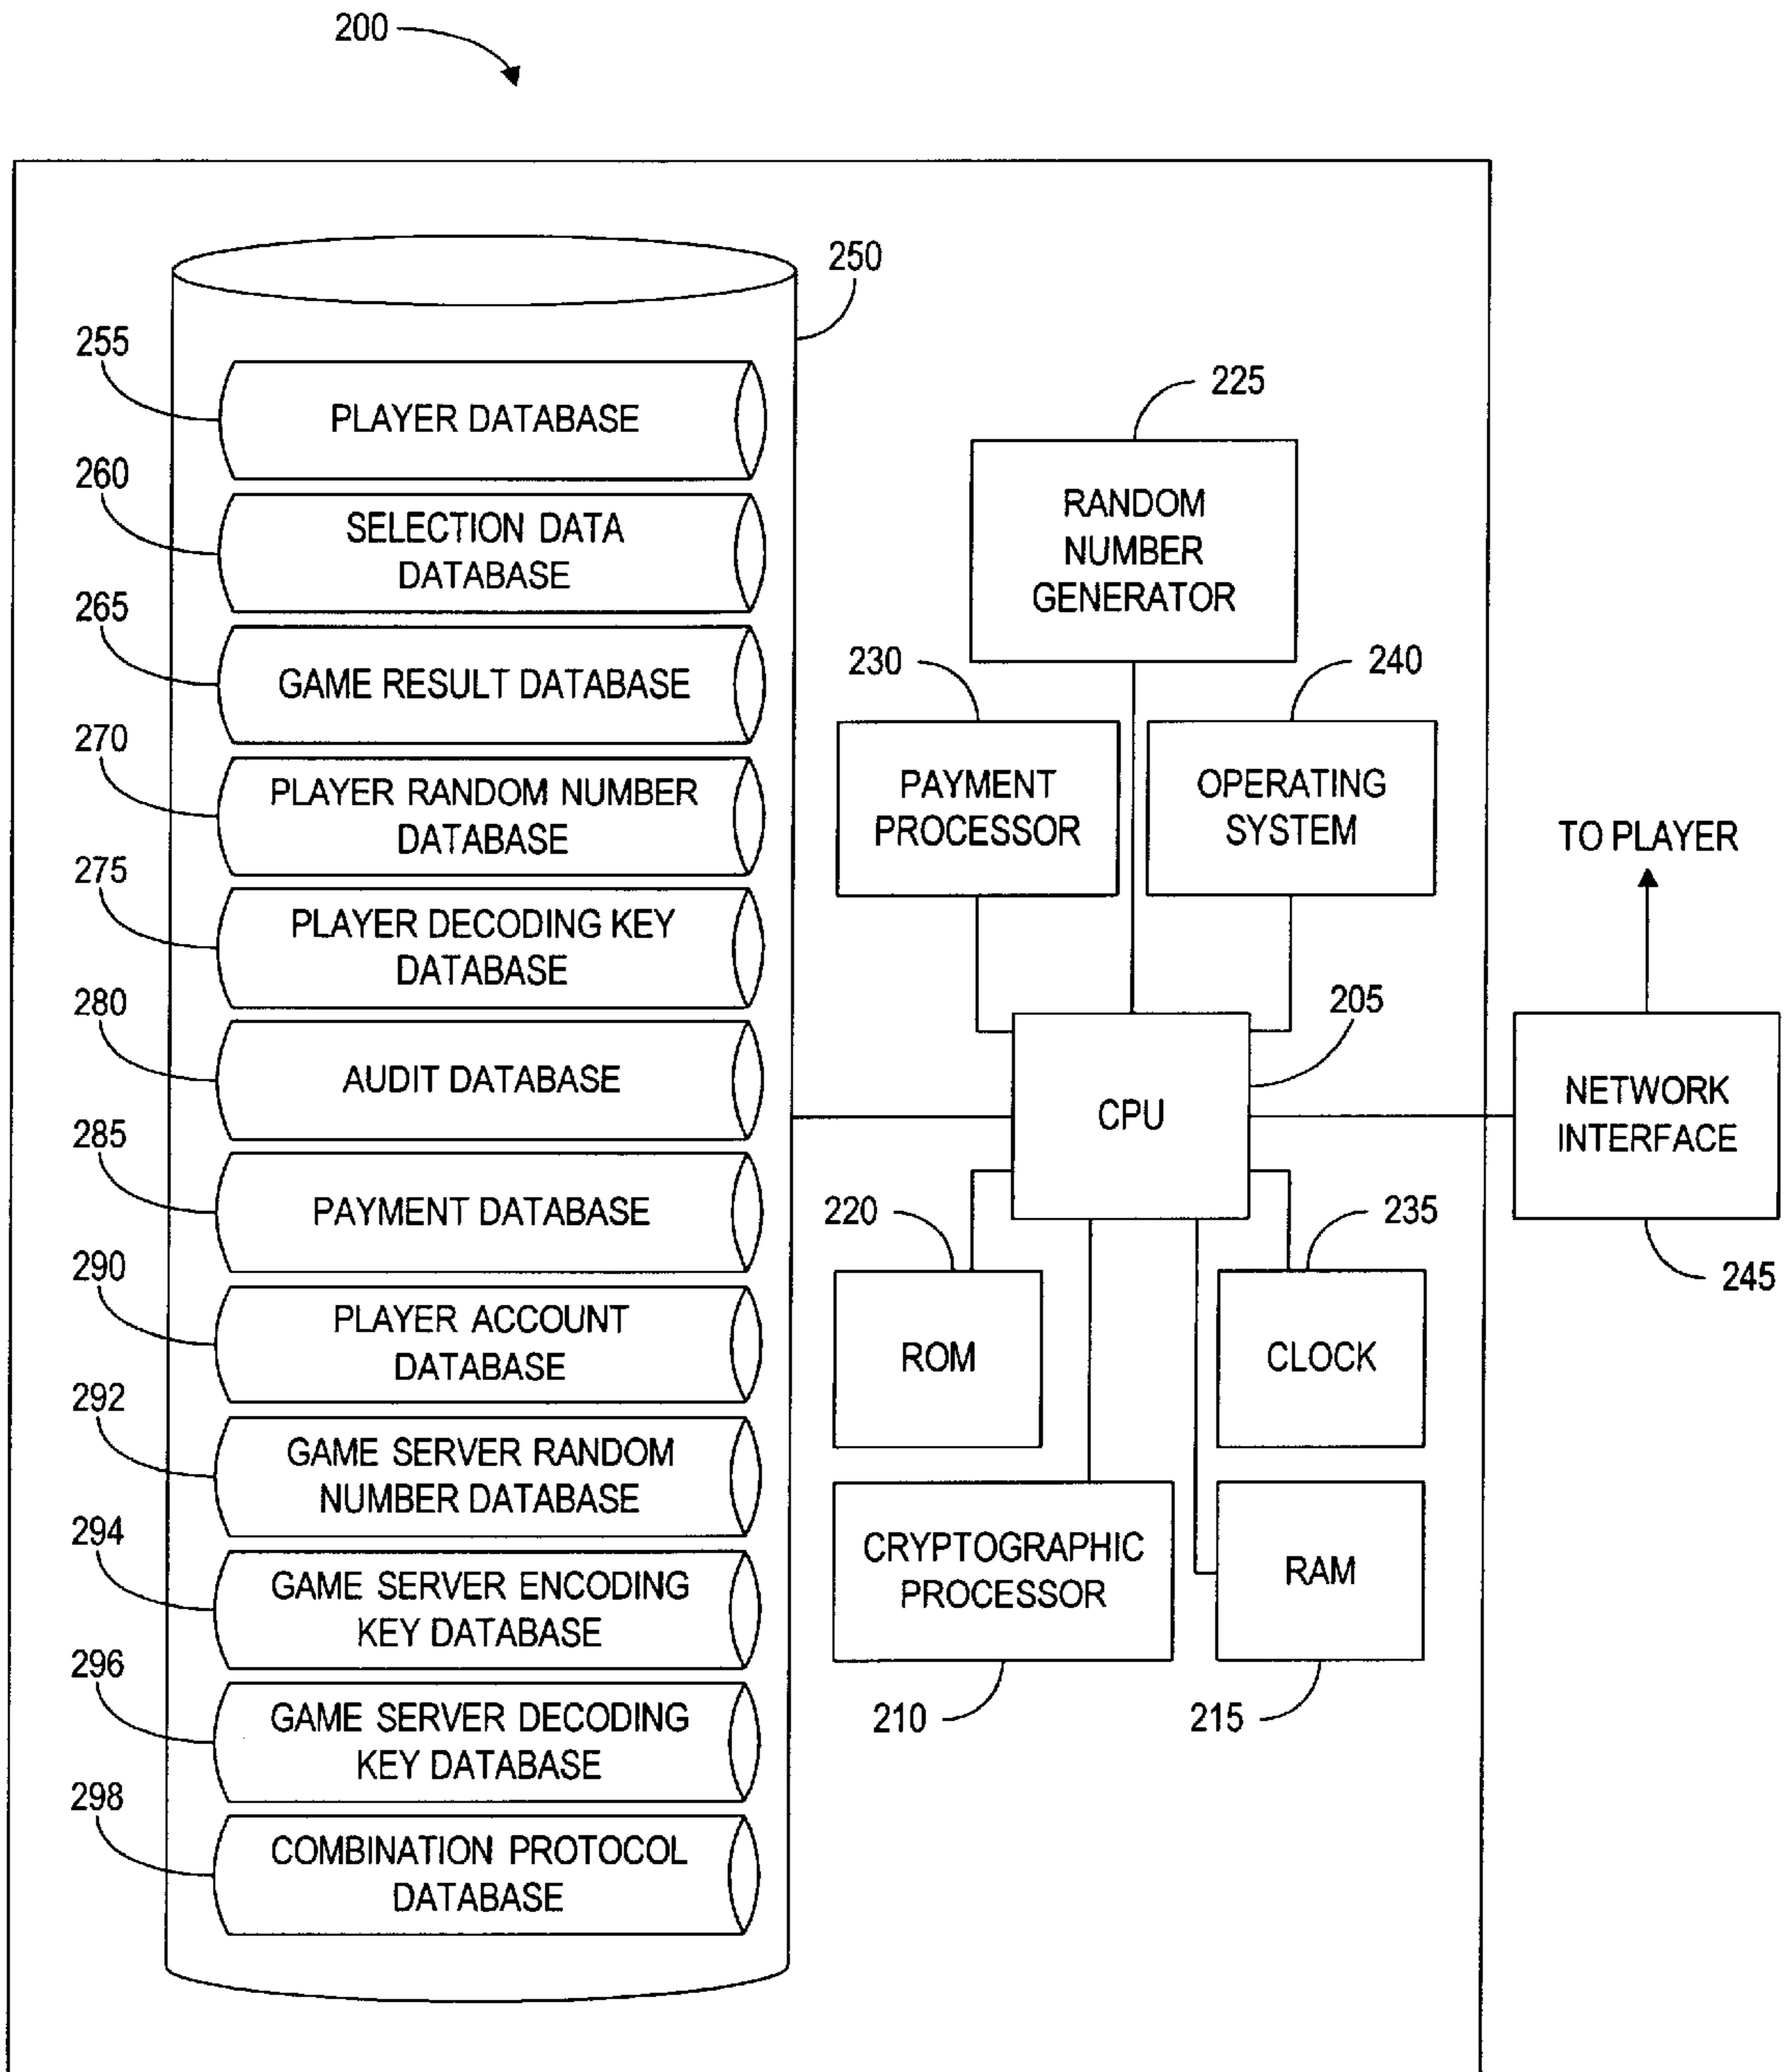 200
250
255
PLAYER DATABASE
260
SELECTION DATA
DATABASE
265
GAME RESULT DATABASE
270
PLAYER RANDOM NUMBER
DATABASE
275
PLAYER DECODING KEY
DATABASE
280
AUDIT DATABASE
285
PAYMENT DATABASE
290
PLAYER ACCOUNT
DATABASE
292
GAME SERVER RANDOM
NUMBER DATABASE
294
GAME SERVER ENCODING
KEY DATABASE
296
GAME SERVER DECODING
KEY DATABASE
298
COMBINATION PROTOCOL
DATABASE
225
RANDOM
NUMBER
GENERATOR
230
PAYMENT
PROCESSOR
240
OPERATING
SYSTEM
205
CPU
TO PLAYER
NETWORK
INTERFACE
245
220
ROM
235
CLOCK
CRYPTOGRAPHIC
PROCESSOR
210
RAM
215